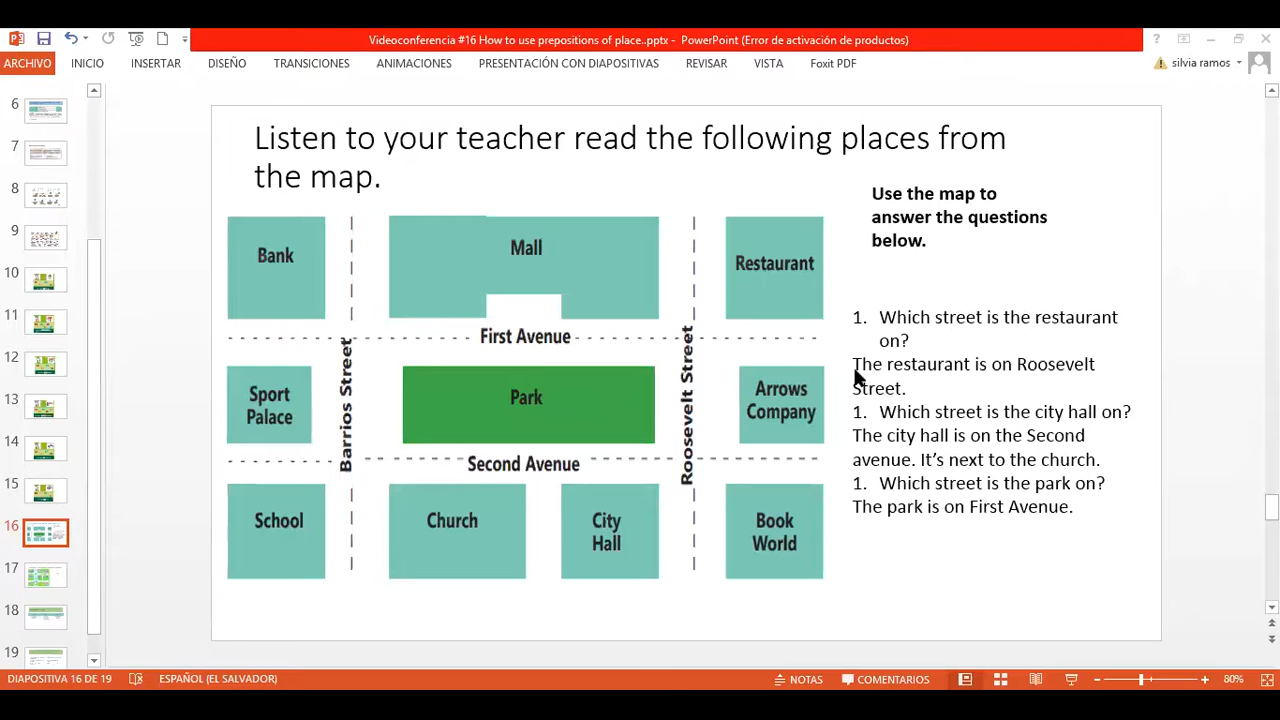 Videoconferencia #16 How to use prepositions of place..pptx - PowerPoint (Error de activación de productos)
ARCHIVO INICIO INSERTAR DISEÑO TRANSICIONES ANIMACIONES PRESENTACIÓN CON DIAPOSITIVAS REVISAR VISTA Foxit PDF
silvia ramos
6
7
8
9
10
11
12
13
14
15
16
17
18
19
Listen to your teacher read the following places from
the map.
Bank
Mall
Restaurant
First Avenue
Barrios Street
Roosevelt Street
Sport
Palace
Park
Arrows
Company
Second Avenue
School
Church
City
Hall
Book
World
Use the map to
answer the questions
below.
1. Which street is the restaurant
on?
The restaurant is on Roosevelt
Street.
1. Which street is the city hall on?
The city hall is on the Second
avenue. It's next to the church.
1. Which street is the park on?
The park is on First Avenue.
DIAPOSITIVA 16 DE 19 ESPAÑOL (EL SALVADOR) NOTAS COMENTARIOS 80%